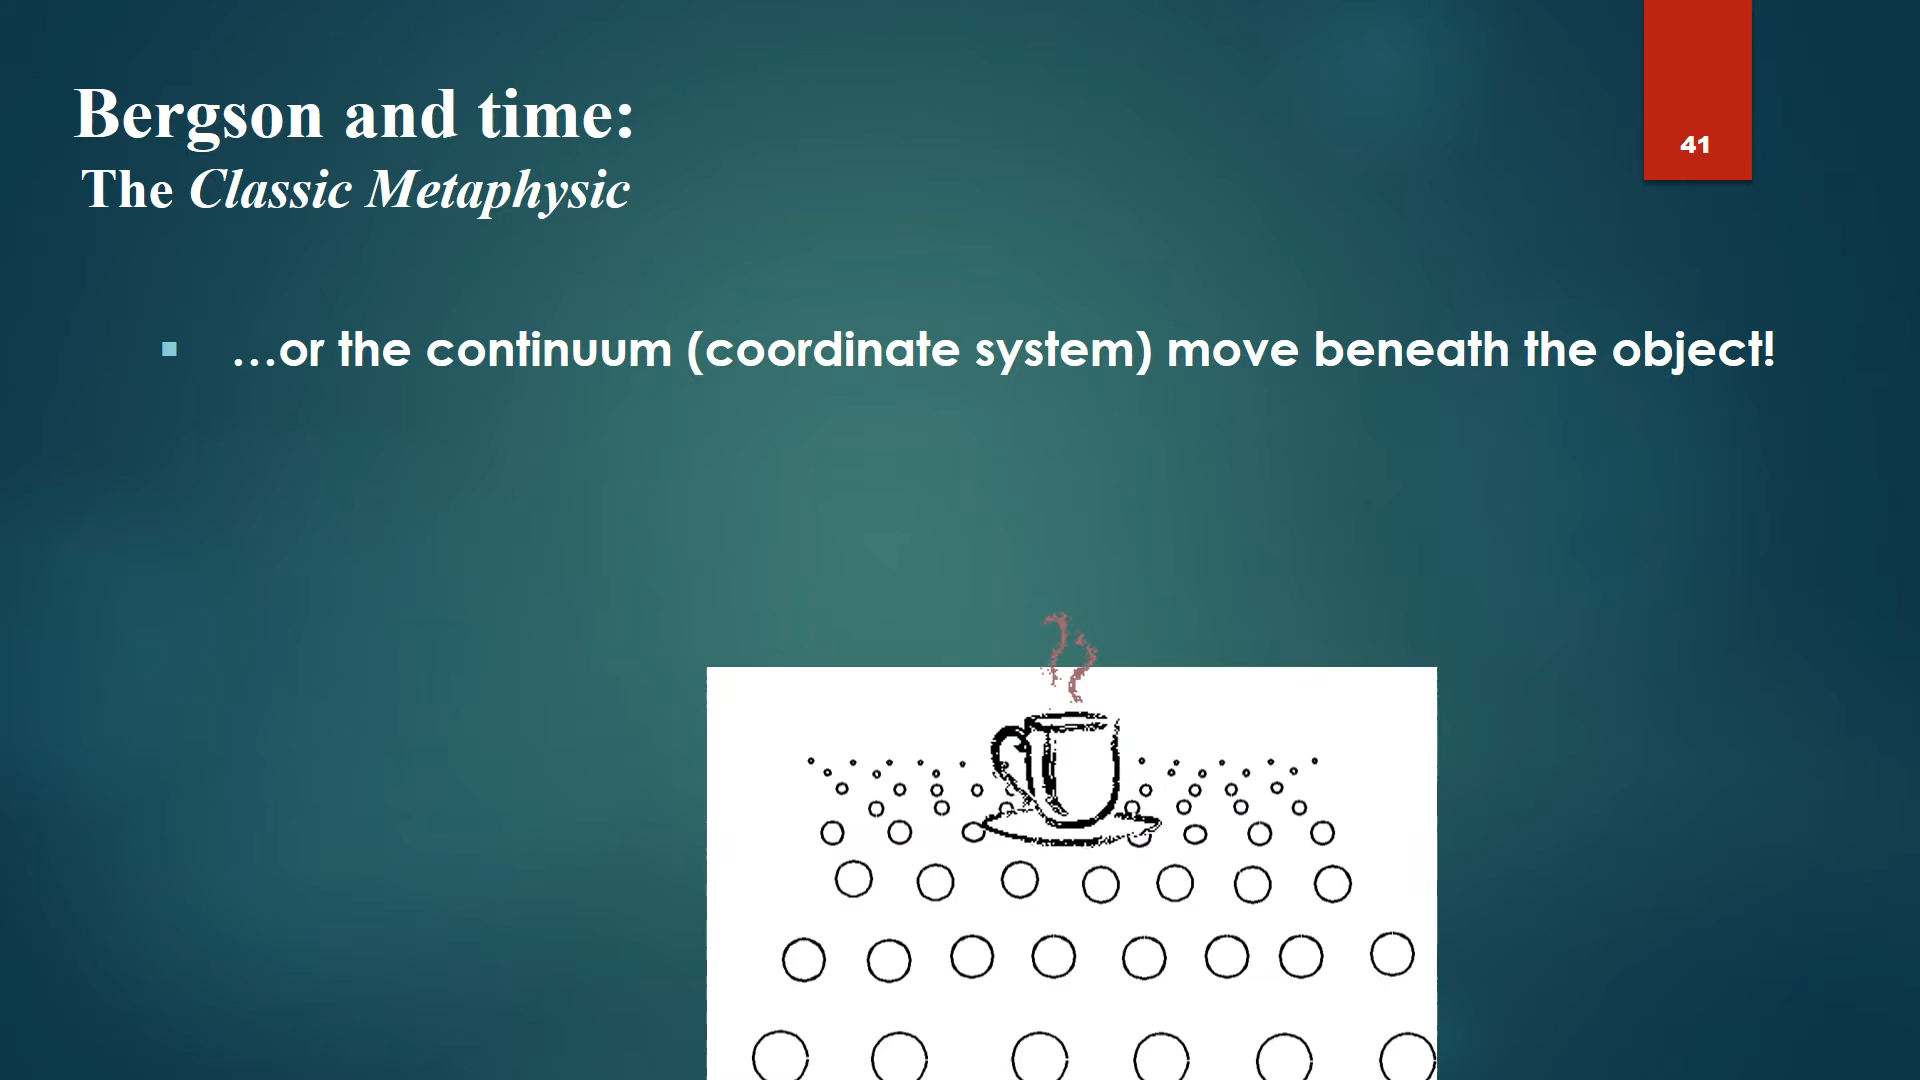 Bergson and time:
The Classic Metaphysic
41
…or the continuum (coordinate system) move beneath the object!